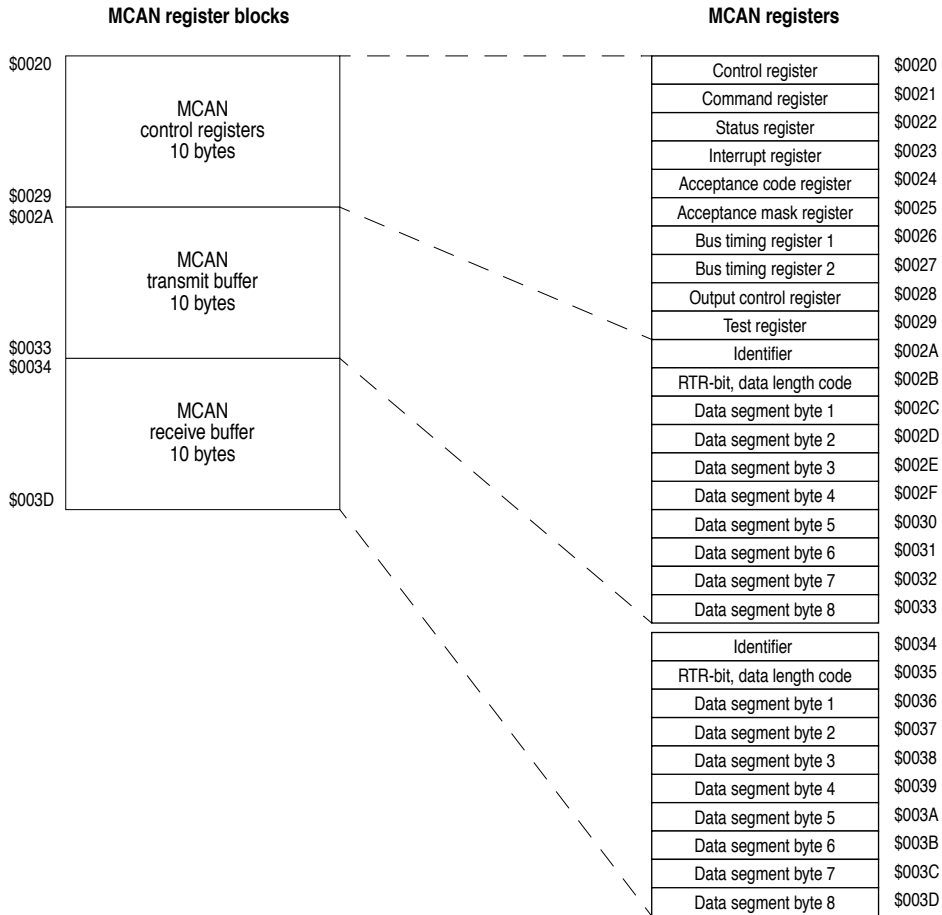 MCAN register blocks
$0020
MCAN
control registers
10 bytes
$0029
$002A
MCAN
transmit buffer
10 bytes
$0033
$0034
MCAN
receive buffer
10 bytes
$003D
MCAN registers
Control register $0020
Command register $0021
Status register $0022
Interrupt register $0023
Acceptance code register $0024
Acceptance mask register $0025
Bus timing register 1 $0026
Bus timing register 2 $0027
Output control register $0028
Test register $0029
Identifier $002A
RTR-bit, data length code $002B
Data segment byte 1 $002C
Data segment byte 2 $002D
Data segment byte 3 $002E
Data segment byte 4 $002F
Data segment byte 5 $0030
Data segment byte 6 $0031
Data segment byte 7 $0032
Data segment byte 8 $0033
Identifier $0034
RTR-bit, data length code $0035
Data segment byte 1 $0036
Data segment byte 2 $0037
Data segment byte 3 $0038
Data segment byte 4 $0039
Data segment byte 5 $003A
Data segment byte 6 $003B
Data segment byte 7 $003C
Data segment byte 8 $003D